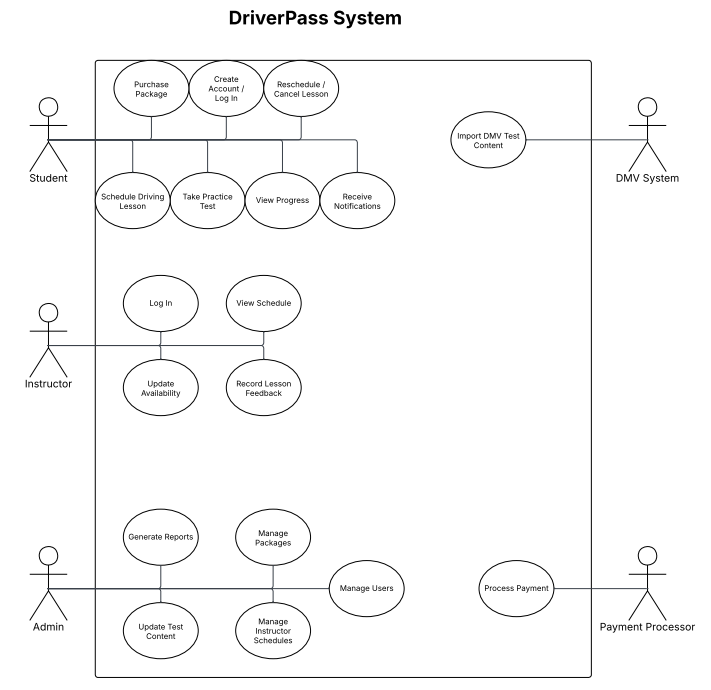 DriverPass System
Purchase
Package
Create
Account /
Log In
Reschedule /
Cancel Lesson
Import DMV Test
Content
Student
DMV System
Schedule Driving
Lesson
Take Practice
Test
View Progress
Receive
Notifications
Log In
View Schedule
Instructor
Update
Availability
Record Lesson
Feedback
Generate Reports
Manage
Packages
Manage Users
Process Payment
Admin
Payment Processor
Update Test
Content
Manage
Instructor
Schedules